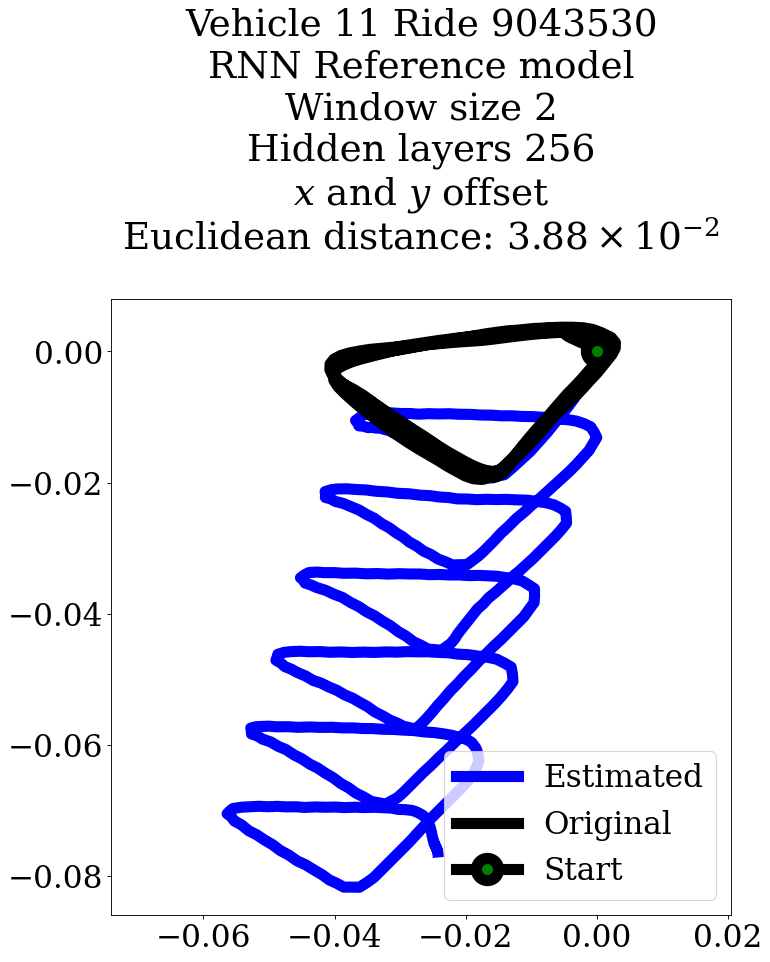 Vehicle 11 Ride 9043530
RNN Reference model
Window size 2
Hidden layers 256
x and y offset
Euclidean distance: 3.88 × 10⁻²
0.00
−0.02
−0.04
−0.06
−0.08
Estimated
Original
Start
−0.06 −0.04 −0.02 0.00 0.02